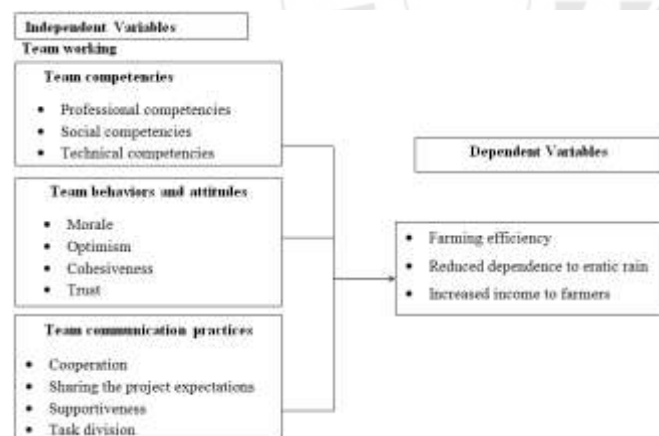 Independent Variables
Team working
Team competencies
• Professional competencies
• Social competencies
• Technical competencies
Team behaviors and attitudes
• Morale
• Optimism
• Cohesiveness
• Trust
Team communication practices
• Cooperation
• Sharing the project expectations
• Supportiveness
• Task division
Dependent Variables
• Farming efficiency
• Reduced dependence to erratic rain
• Increased income to farmers